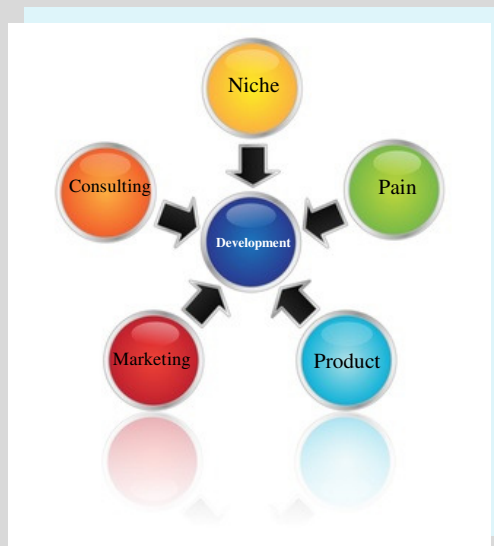 Niche
Consulting
Pain
Development
Marketing
Product